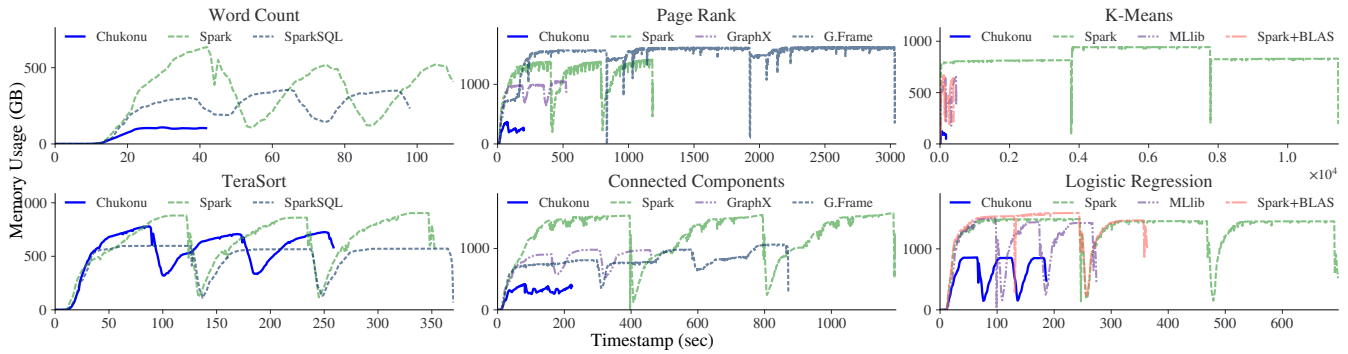 Word Count
Chukonu Spark SparkSQL
500
0
0 20 40 60 80 100
Page Rank
Chukonu Spark GraphX G.Frame
1000
0
0 500 1000 1500 2000 2500 3000
K-Means
Chukonu Spark MLlib Spark+BLAS
1000
500
0
0.0 0.2 0.4 0.6 0.8 1.0
×10⁴
Memory Usage (GB)
TeraSort
Chukonu Spark SparkSQL
1000
500
0
0 50 100 150 200 250 300 350
Connected Components
Chukonu Spark GraphX G.Frame
1000
0
0 200 400 600 800 1000
Logistic Regression
Chukonu Spark MLlib Spark+BLAS
1000
0
0 100 200 300 400 500 600
Timestamp (sec)